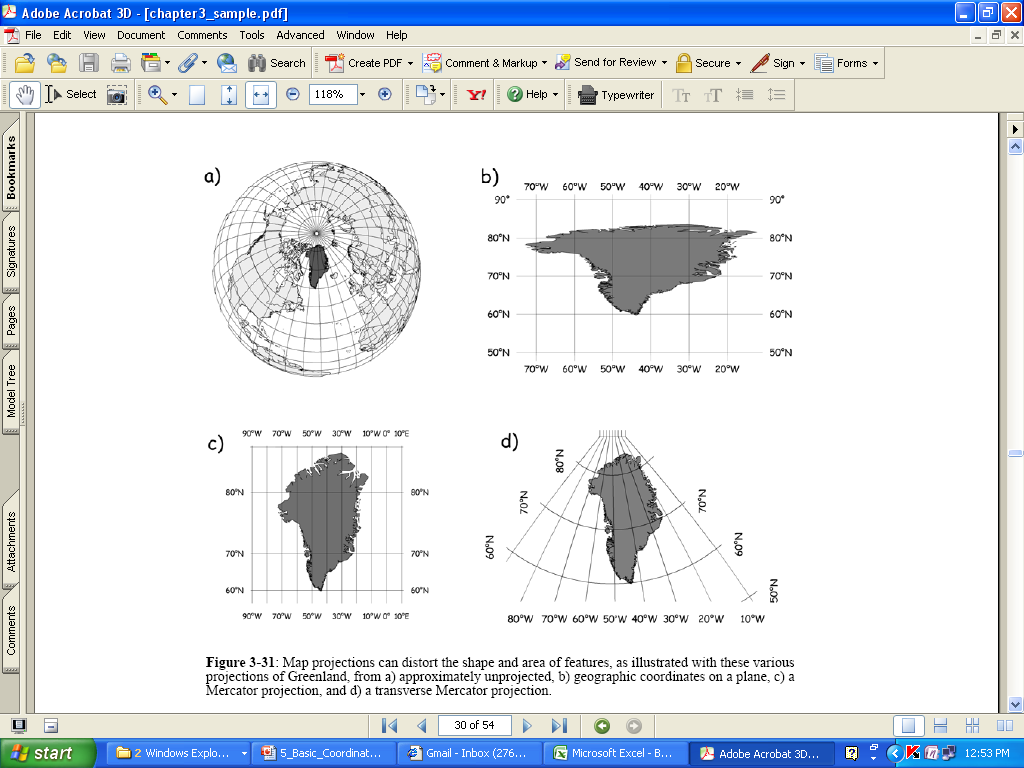 Adobe Acrobat 3D - [chapter3_sample.pdf]
File Edit View Document Comments Tools Advanced Window Help
Search Create PDF Comment & Markup Send for Review Secure Sign Forms
Select 118% Y! Help Typewriter
Bookmarks
Signatures
Pages
Model Tree
Attachments
Comments
a)
b)
70°W 60°W 50°W 40°W 30°W 20°W
90° 90°
80°N 80°N
70°N 70°N
60°N 60°N
50°N 50°N
70°W 60°W 50°W 40°W 30°W 20°W
c)
90°W 70°W 50°W 30°W 10°W 0° 10°E
80°N 80°N
70°N 70°N
60°N 60°N
90°W 70°W 50°W 30°W 10°W 0° 10°E
d)
80°N
70°N 70°N
60°N 60°N
50°N
80°W 70°W 60°W 50°W 40°W 30°W 20°W 10°W
Figure 3-31: Map projections can distort the shape and area of features, as illustrated with these various
projections of Greenland, from a) approximately unprojected, b) geographic coordinates on a plane, c) a
Mercator projection, and d) a transverse Mercator projection.
30 of 54
start 2 Windows Explo... 5_Basic_Coordinat... Gmail - Inbox (276... Microsoft Excel - B... Adobe Acrobat 3D... 12:53 PM